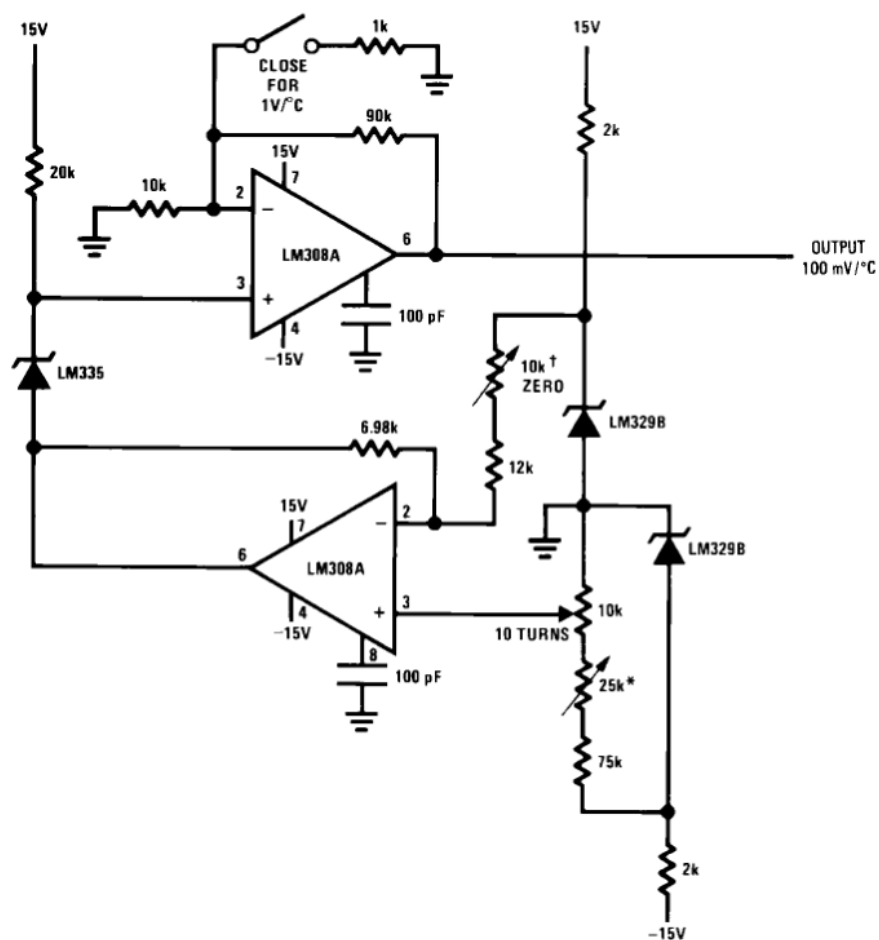 15V
1k
15V
CLOSE
FOR
1V/°C
90k
2k
20k
15V
7
10k
2
−
LM308A
6
OUTPUT
100 mV/°C
3
+
4
−15V
100 pF
10k†
ZERO
LM335
LM329B
6.98k
12k
15V
7
2
−
LM329B
6
LM308A
3
+
10k
10 TURNS
4
−15V
8
100 pF
25k*
75k
2k
−15V